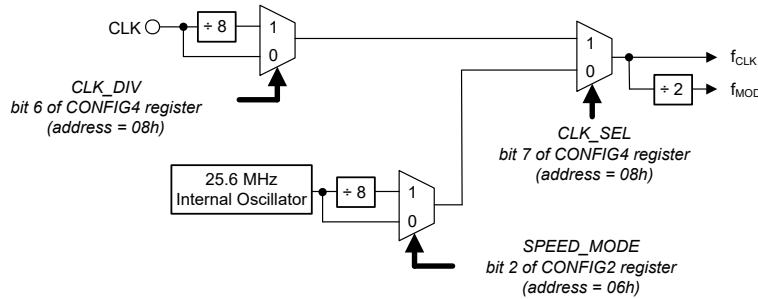 CLK
÷ 8
1
0
CLK_DIV
bit 6 of CONFIG4 register
(address = 08h)
1
0
f_CLK
÷ 2
f_MOD
CLK_SEL
bit 7 of CONFIG4 register
(address = 08h)
25.6 MHz
Internal Oscillator
÷ 8
1
0
SPEED_MODE
bit 2 of CONFIG2 register
(address = 06h)